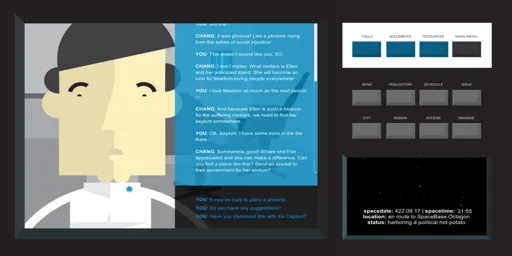 CHANG: It was glorious! Like a phoenix rising
from the ashes of social injustice!
YOU: This doesn't sound like you, XO.
CHANG: I don't matter. What matters is Ellen
and her principled stand. She will become an
icon for freedom-loving people everywhere!
YOU: I love freedom as much as the next person
CHANG: And because Ellen is such a beacon
for the suffering masses, we need to find her
asylum somewhere.
YOU: Ok. Asylum. I have some irons in the fire
there.
CHANG: Someplace good! Where she'll be
appreciated and she can make a difference. Can
you find a place like that? Send an appeal to
their government for her asylum?
YOU: It may be hard to place a phoenix.
YOU: Do you have any suggestions?
YOU: Have you discussed this with the Captain?
CALLS DOCUMENTS RESOURCES MAIN MENU
SEND REQUISITION SCHEDULE ISSUE
EDIT ASSIGN ACCESS MANAGE
spacedate: 422.09.17 | spacetime: 21:55
location: en route to SpaceBase Octagon
status: harboring a political hot-potato